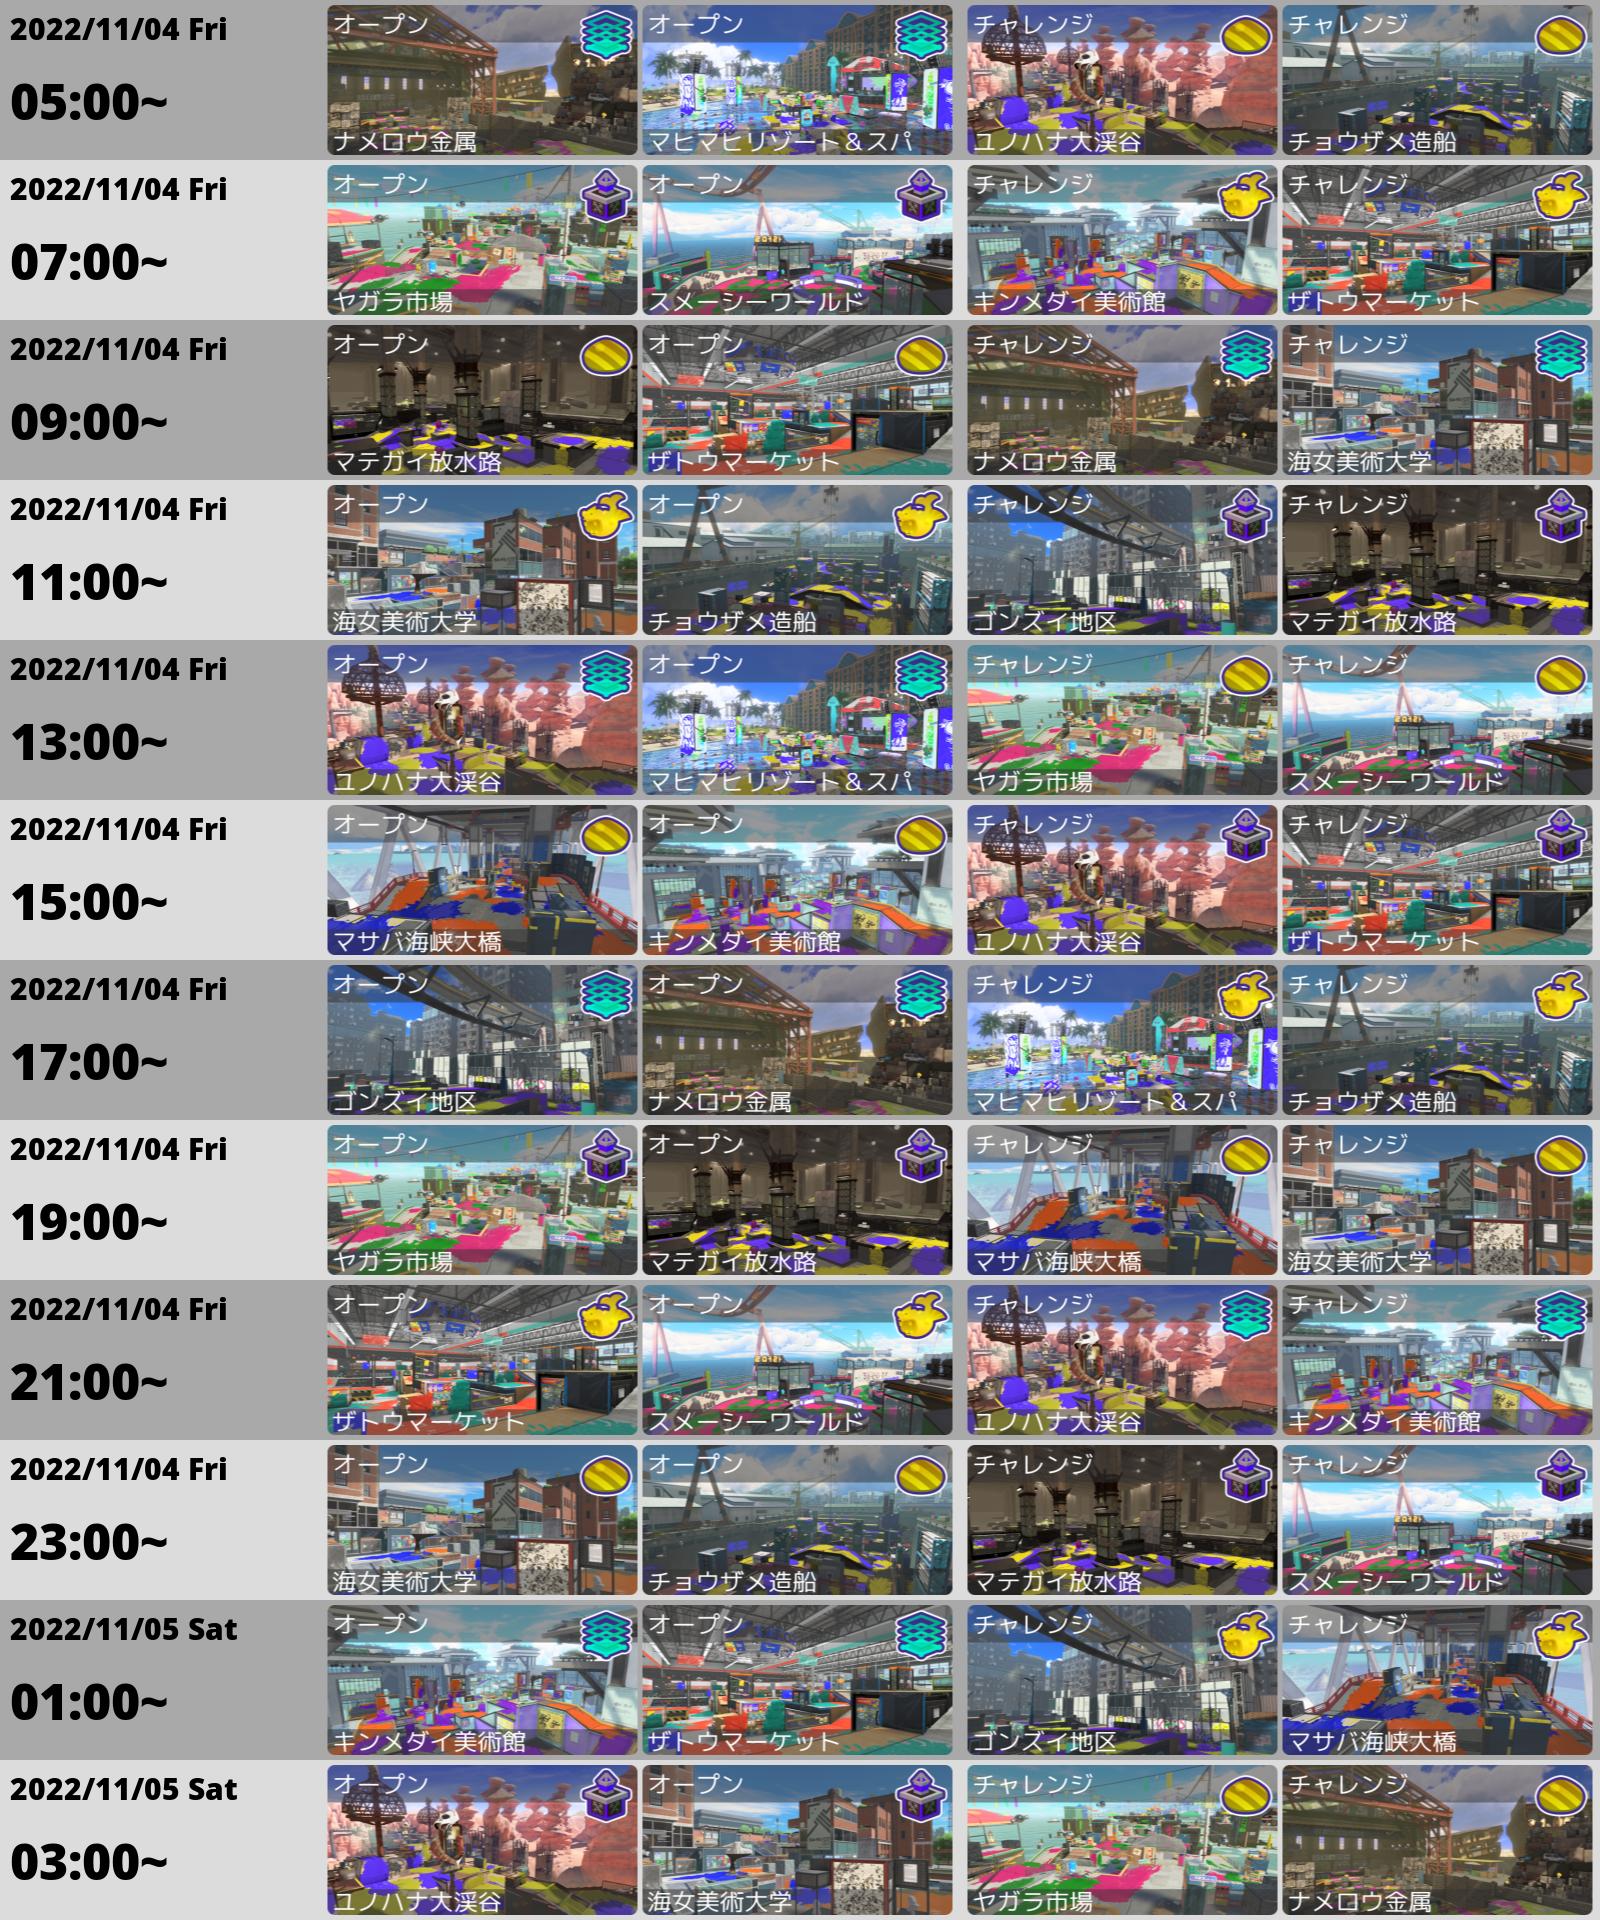 2022/11/04 Fri
05:00~
オープン
ナメロウ金属
オープン
マヒマヒリゾート＆スパ
チャレンジ
ユノハナ大渓谷
チャレンジ
チョウザメ造船
2022/11/04 Fri
07:00~
オープン
ヤガラ市場
オープン
スメーシーワールド
チャレンジ
キンメダイ美術館
チャレンジ
ザトウマーケット
2022/11/04 Fri
09:00~
オープン
マテガイ放水路
オープン
ザトウマーケット
チャレンジ
ナメロウ金属
チャレンジ
海女美術大学
2022/11/04 Fri
11:00~
オープン
海女美術大学
オープン
チョウザメ造船
チャレンジ
ゴンズイ地区
チャレンジ
マテガイ放水路
2022/11/04 Fri
13:00~
オープン
ユノハナ大渓谷
オープン
マヒマヒリゾート＆スパ
チャレンジ
ヤガラ市場
チャレンジ
スメーシーワールド
2022/11/04 Fri
15:00~
オープン
マサバ海峡大橋
オープン
キンメダイ美術館
チャレンジ
ユノハナ大渓谷
チャレンジ
ザトウマーケット
2022/11/04 Fri
17:00~
オープン
ゴンズイ地区
オープン
ナメロウ金属
チャレンジ
マヒマヒリゾート＆スパ
チャレンジ
チョウザメ造船
2022/11/04 Fri
19:00~
オープン
ヤガラ市場
オープン
マテガイ放水路
チャレンジ
マサバ海峡大橋
チャレンジ
海女美術大学
2022/11/04 Fri
21:00~
オープン
ザトウマーケット
オープン
スメーシーワールド
チャレンジ
ユノハナ大渓谷
チャレンジ
キンメダイ美術館
2022/11/04 Fri
23:00~
オープン
海女美術大学
オープン
チョウザメ造船
チャレンジ
マテガイ放水路
チャレンジ
スメーシーワールド
2022/11/05 Sat
01:00~
オープン
キンメダイ美術館
オープン
ザトウマーケット
チャレンジ
ゴンズイ地区
チャレンジ
マサバ海峡大橋
2022/11/05 Sat
03:00~
オープン
ユノハナ大渓谷
オープン
海女美術大学
チャレンジ
ヤガラ市場
チャレンジ
ナメロウ金属